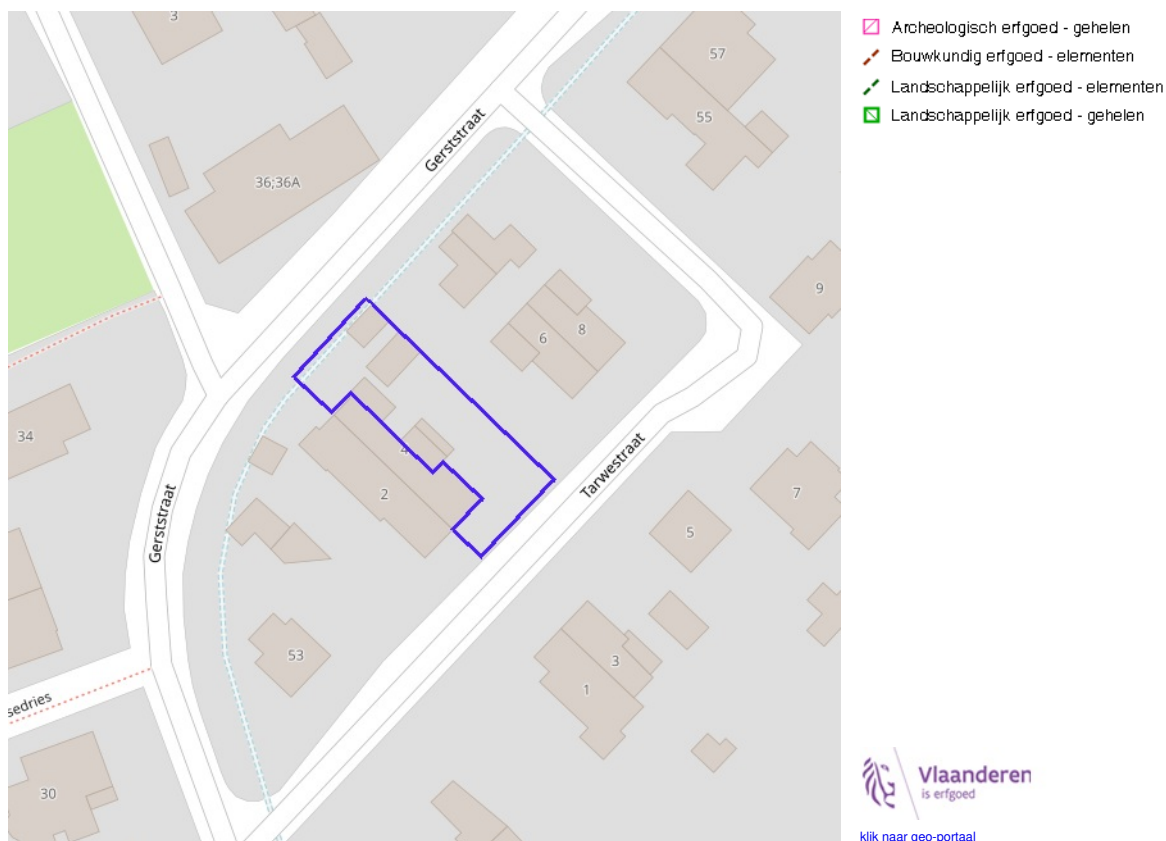 3
57
55
Gerststraat
36;36A
9
8
6
34
4
2
Tarwestraat
7
5
Gerststraat
53
3
1
sedries
30
Archeologisch erfgoed - gehelen
Bouwkundig erfgoed - elementen
Landschappelijk erfgoed - elementen
Landschappelijk erfgoed - gehelen
Vlaanderen
is erfgoed
klik naar geo-portaal